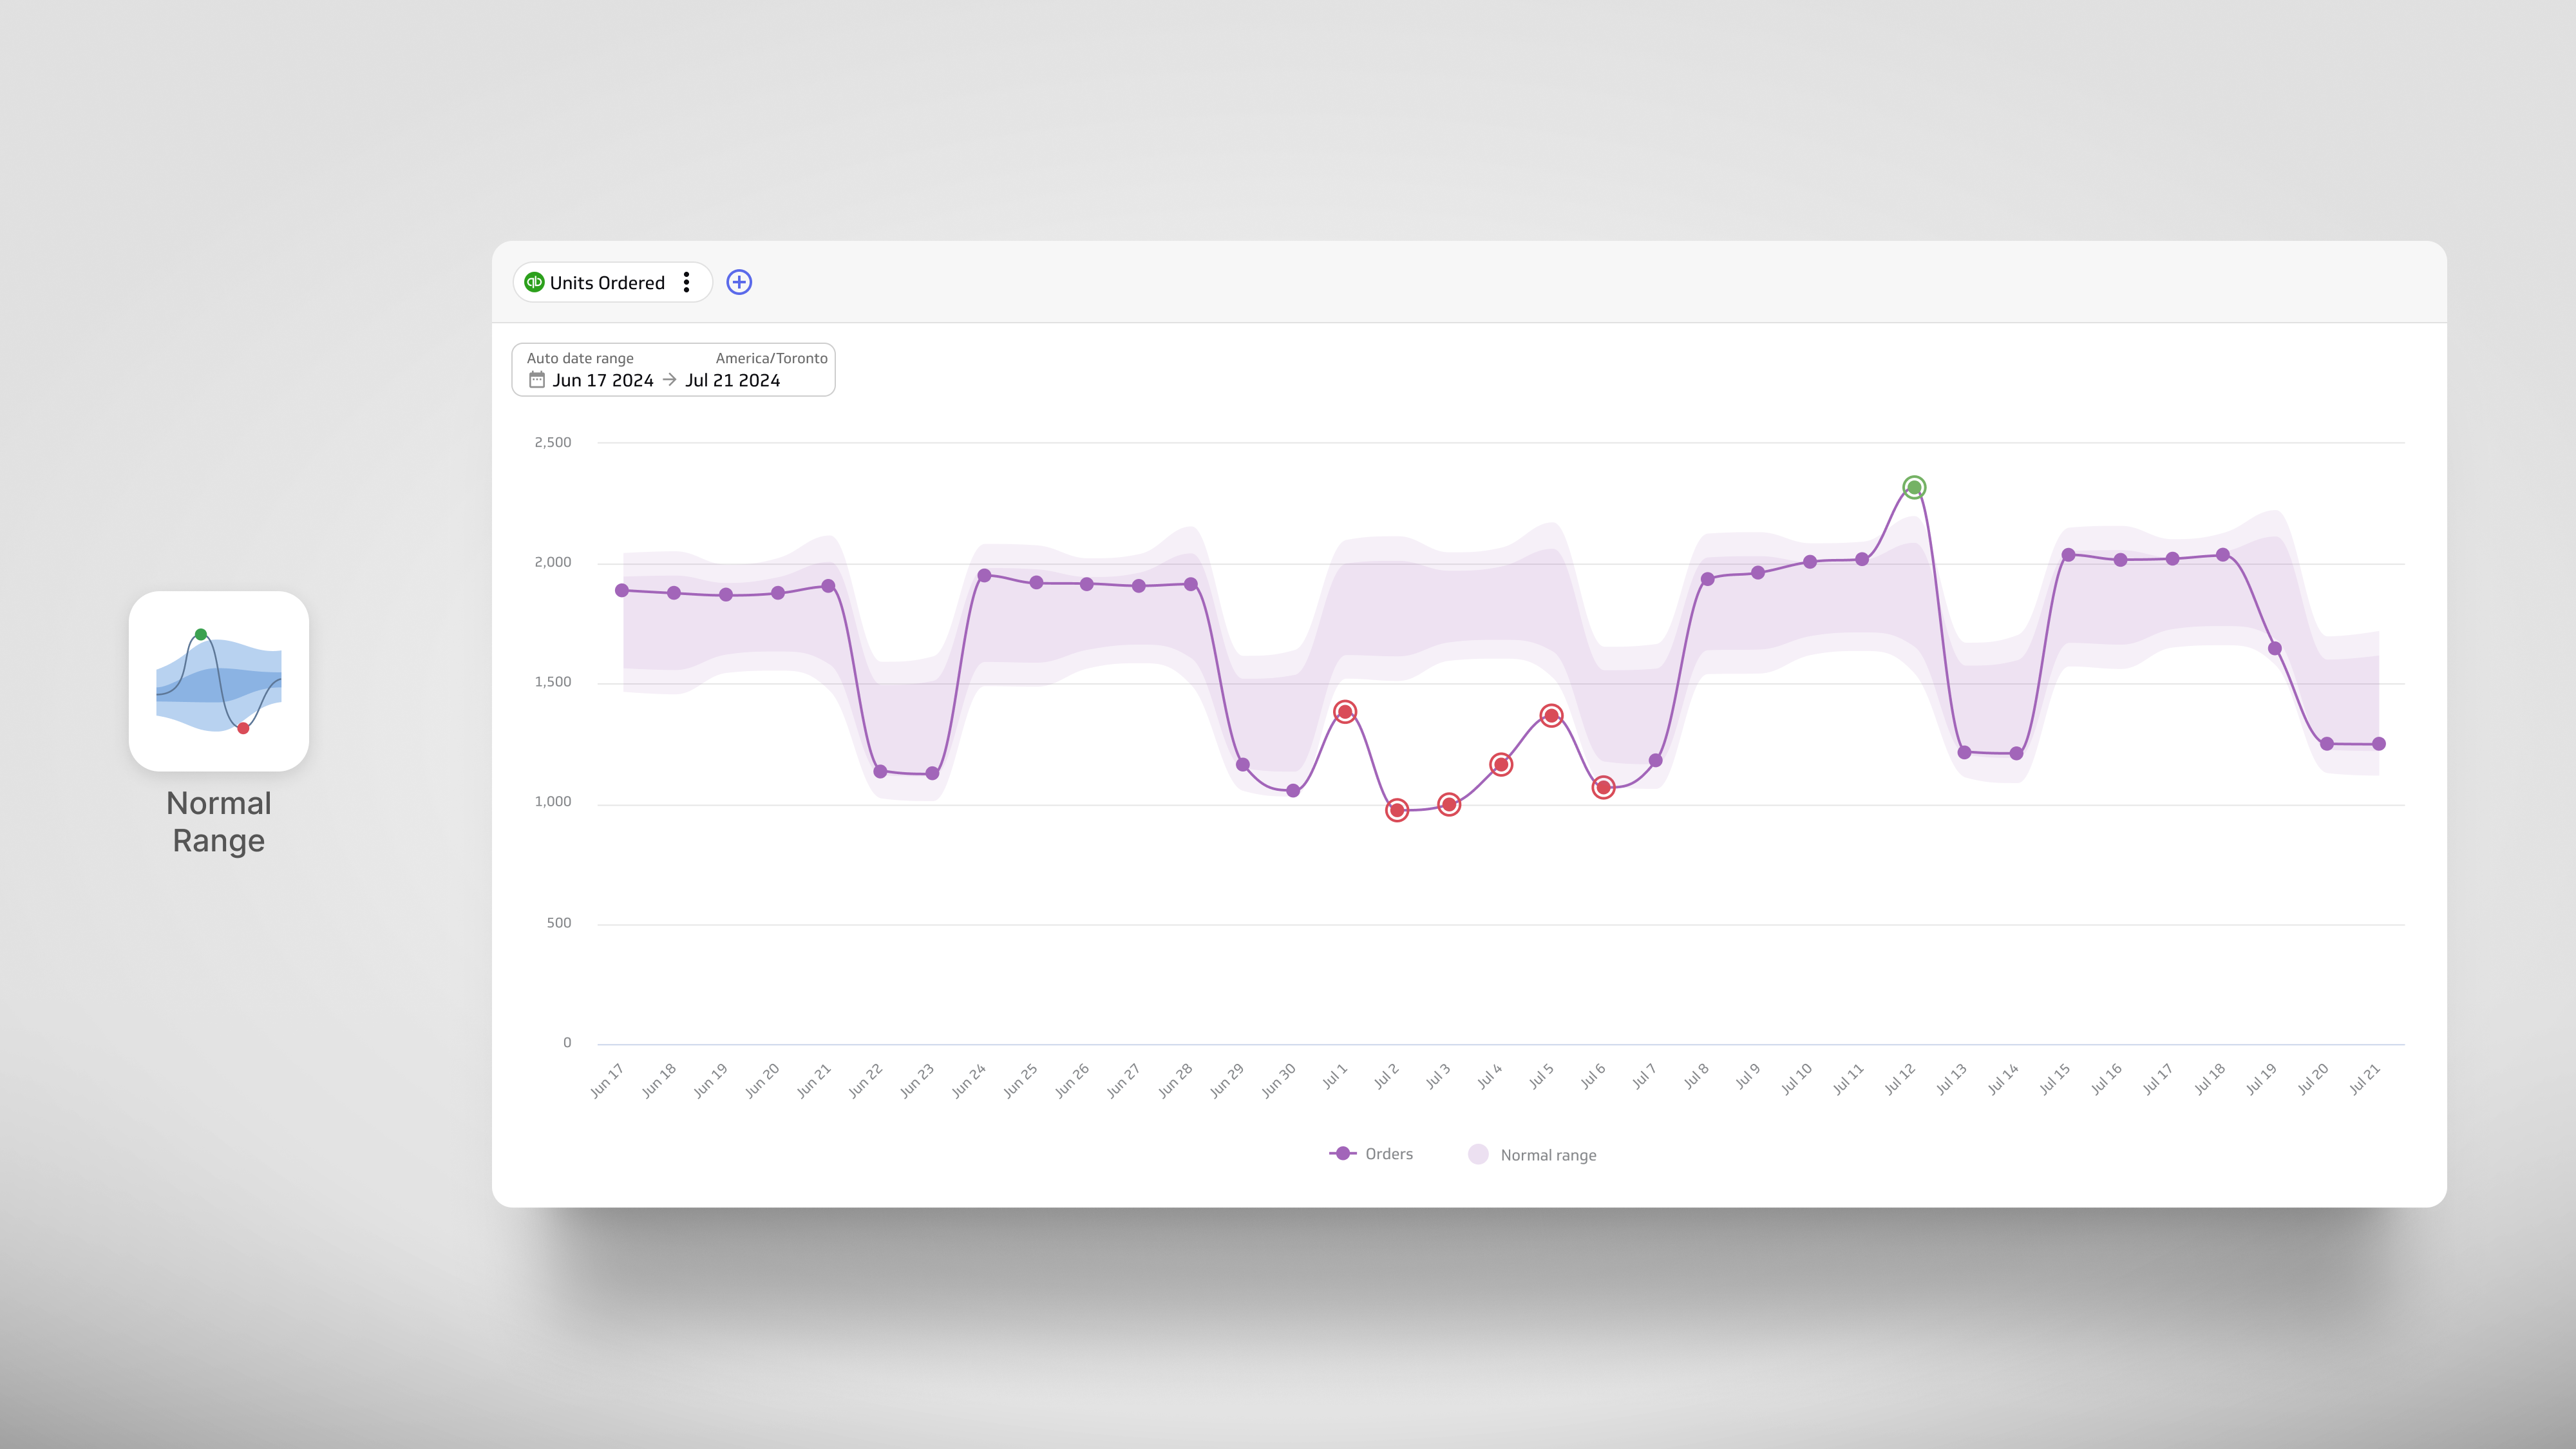 qb Units Ordered
Auto date range America/Toronto
Jun 17 2024 → Jul 21 2024
2,500
2,000
1,500
1,000
500
0
Jun 17 Jun 18 Jun 19 Jun 20 Jun 21 Jun 22 Jun 23 Jun 24 Jun 25 Jun 26 Jun 27 Jun 28 Jun 29 Jun 30 Jul 1 Jul 2 Jul 3 Jul 4 Jul 5 Jul 6 Jul 7 Jul 8 Jul 9 Jul 10 Jul 11 Jul 12 Jul 13 Jul 14 Jul 15 Jul 16 Jul 17 Jul 18 Jul 19 Jul 20 Jul 21
Orders Normal range
Normal
Range